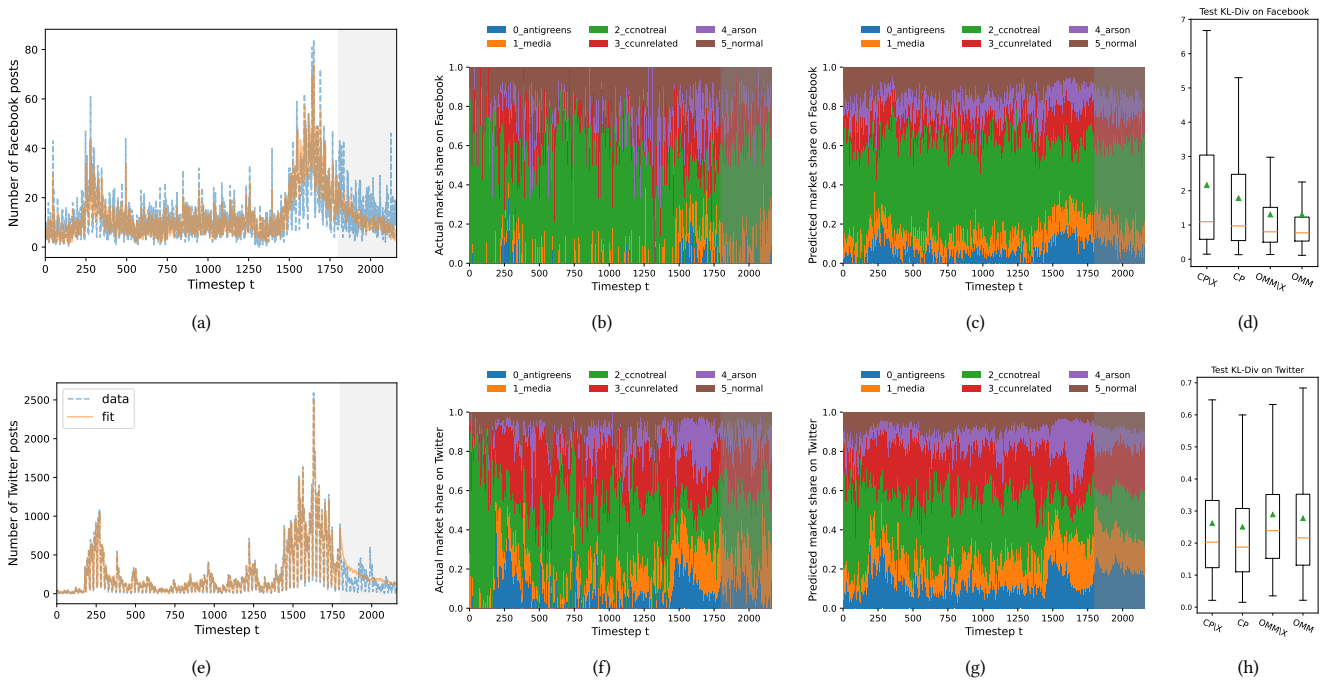 Number of Facebook posts
80
60
40
20
0
0 250 500 750 1000 1250 1500 1750 2000
Timestep t
(a)
0_antigreens 2_ccnotreal 4_arson
1_media 3_ccunrelated 5_normal
Actual market share on Facebook
1.0
0.8
0.6
0.4
0.2
0.0
0 250 500 750 1000 1250 1500 1750 2000
Timestep t
(b)
0_antigreens 2_ccnotreal 4_arson
1_media 3_ccunrelated 5_normal
Predicted market share on Facebook
1.0
0.8
0.6
0.4
0.2
0.0
0 250 500 750 1000 1250 1500 1750 2000
Timestep t
(c)
Test KL-Div on Facebook
7
6
5
4
3
2
1
0
CP\X CP OMM\X OMM
(d)
Number of Twitter posts
2500
2000
1500
1000
500
0
data
fit
0 250 500 750 1000 1250 1500 1750 2000
Timestep t
(e)
0_antigreens 2_ccnotreal 4_arson
1_media 3_ccunrelated 5_normal
Actual market share on Twitter
1.0
0.8
0.6
0.4
0.2
0.0
0 250 500 750 1000 1250 1500 1750 2000
Timestep t
(f)
0_antigreens 2_ccnotreal 4_arson
1_media 3_ccunrelated 5_normal
Predicted market share on Twitter
1.0
0.8
0.6
0.4
0.2
0.0
0 250 500 750 1000 1250 1500 1750 2000
Timestep t
(g)
Test KL-Div on Twitter
0.7
0.6
0.5
0.4
0.3
0.2
0.1
0.0
CP\X CP OMM\X OMM
(h)